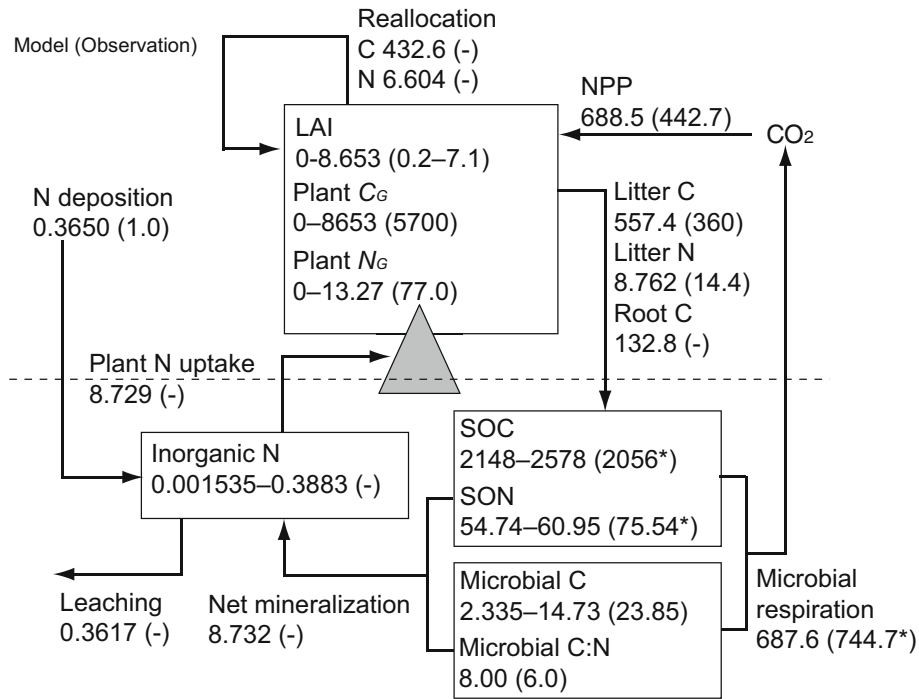 Model (Observation)
Reallocation
C 432.6 (-)
N 6.604 (-)
NPP
688.5 (442.7)
CO2
LAI
0-8.653 (0.2–7.1)
Plant CG
0–8653 (5700)
Plant NG
0–13.27 (77.0)
N deposition
0.3650 (1.0)
Litter C
557.4 (360)
Litter N
8.762 (14.4)
Root C
132.8 (-)
Plant N uptake
8.729 (-)
Inorganic N
0.001535–0.3883 (-)
SOC
2148–2578 (2056*)
SON
54.74–60.95 (75.54*)
Leaching
0.3617 (-)
Net mineralization
8.732 (-)
Microbial C
2.335–14.73 (23.85)
Microbial C:N
8.00 (6.0)
Microbial
respiration
687.6 (744.7*)